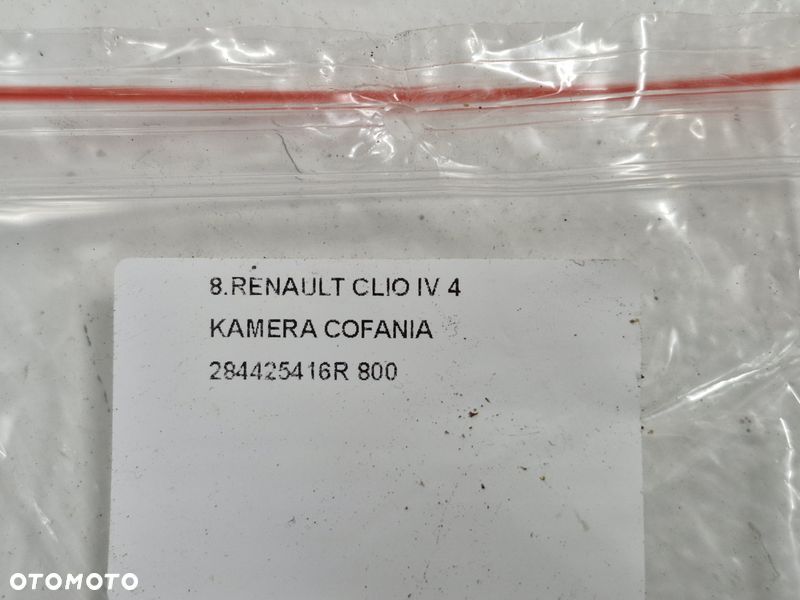 8.RENAULT CLIO IV 4
KAMERA COFANIA
284425416R 800
OTOMOTO